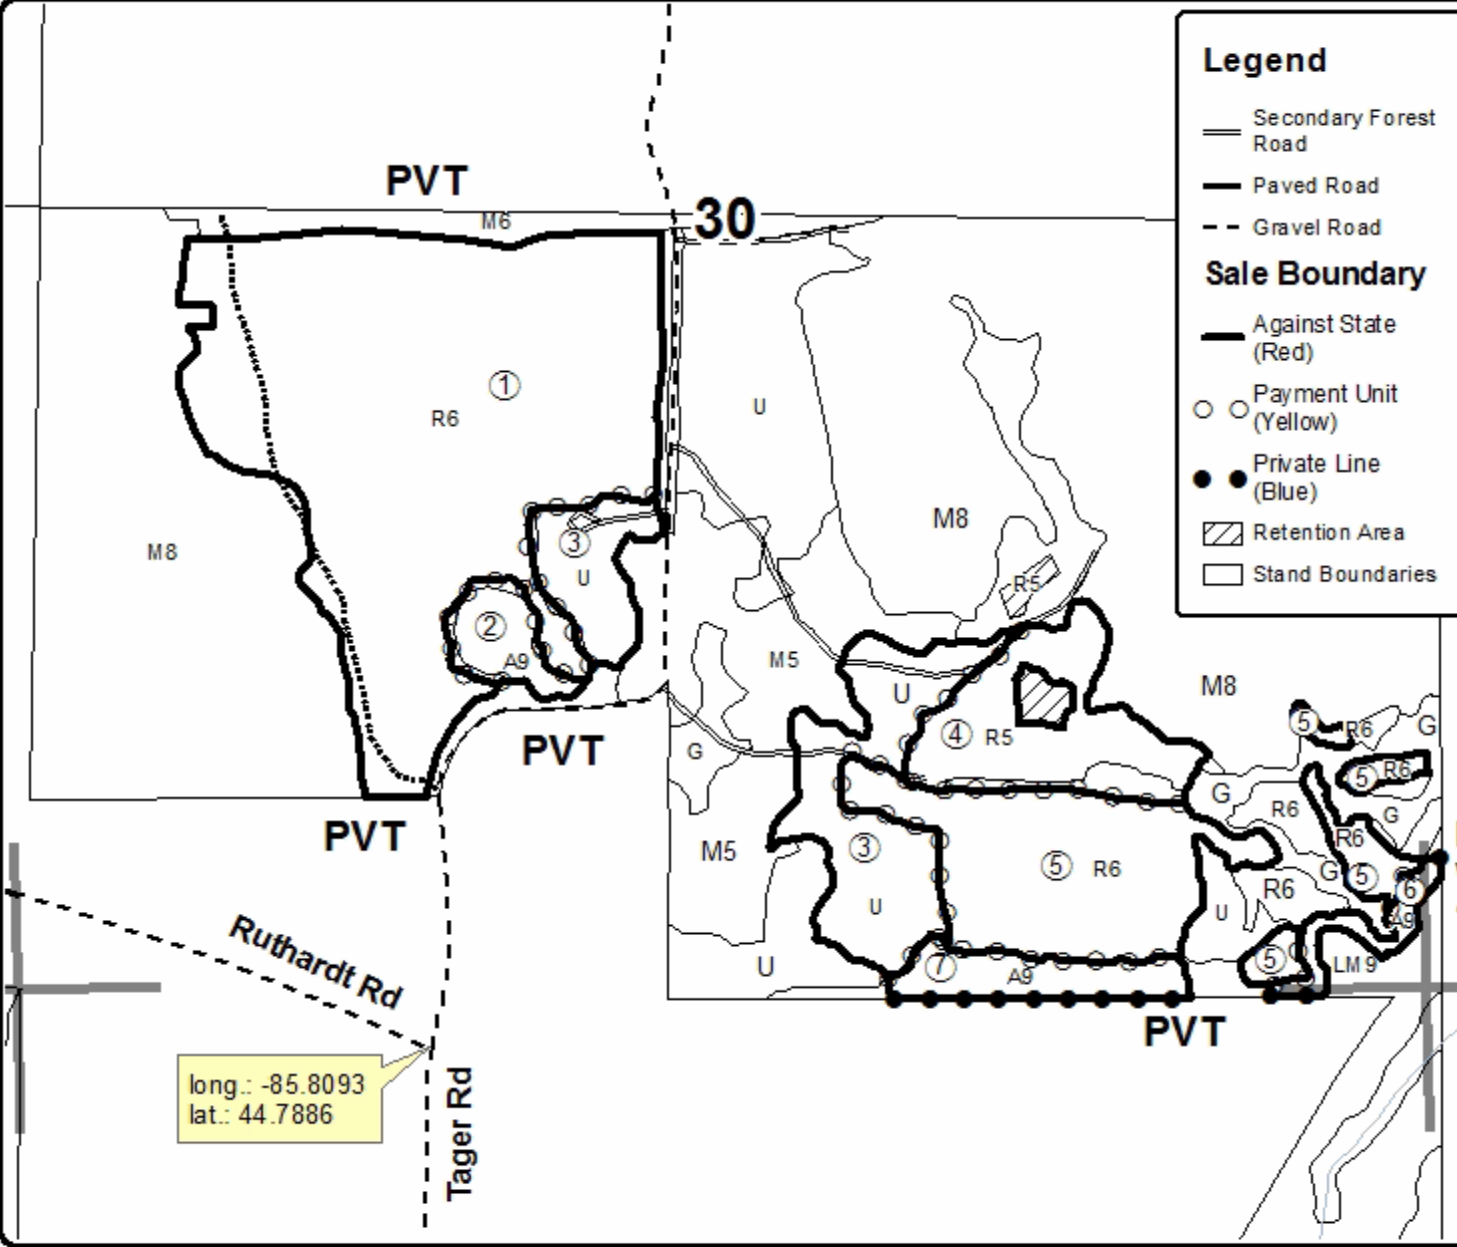 Legend
Secondary Forest
Road
Paved Road
Gravel Road
Sale Boundary
Against State
(Red)
Payment Unit
(Yellow)
Private Line
(Blue)
Retention Area
Stand Boundaries
PVT
M6
30
1
R6
U
M8
M8
3
U
R5
2
A9
M5
U
M8
4
R5
5
R6
G
PVT
G
5
R6
G
R6
G
PVT
M5
3
R6
5
R6
G
5
6
R6
U
U
A9
U
7
A9
5
LM9
PVT
Ruthardt Rd
long.: -85.8093
lat.: 44.7886
Tager Rd